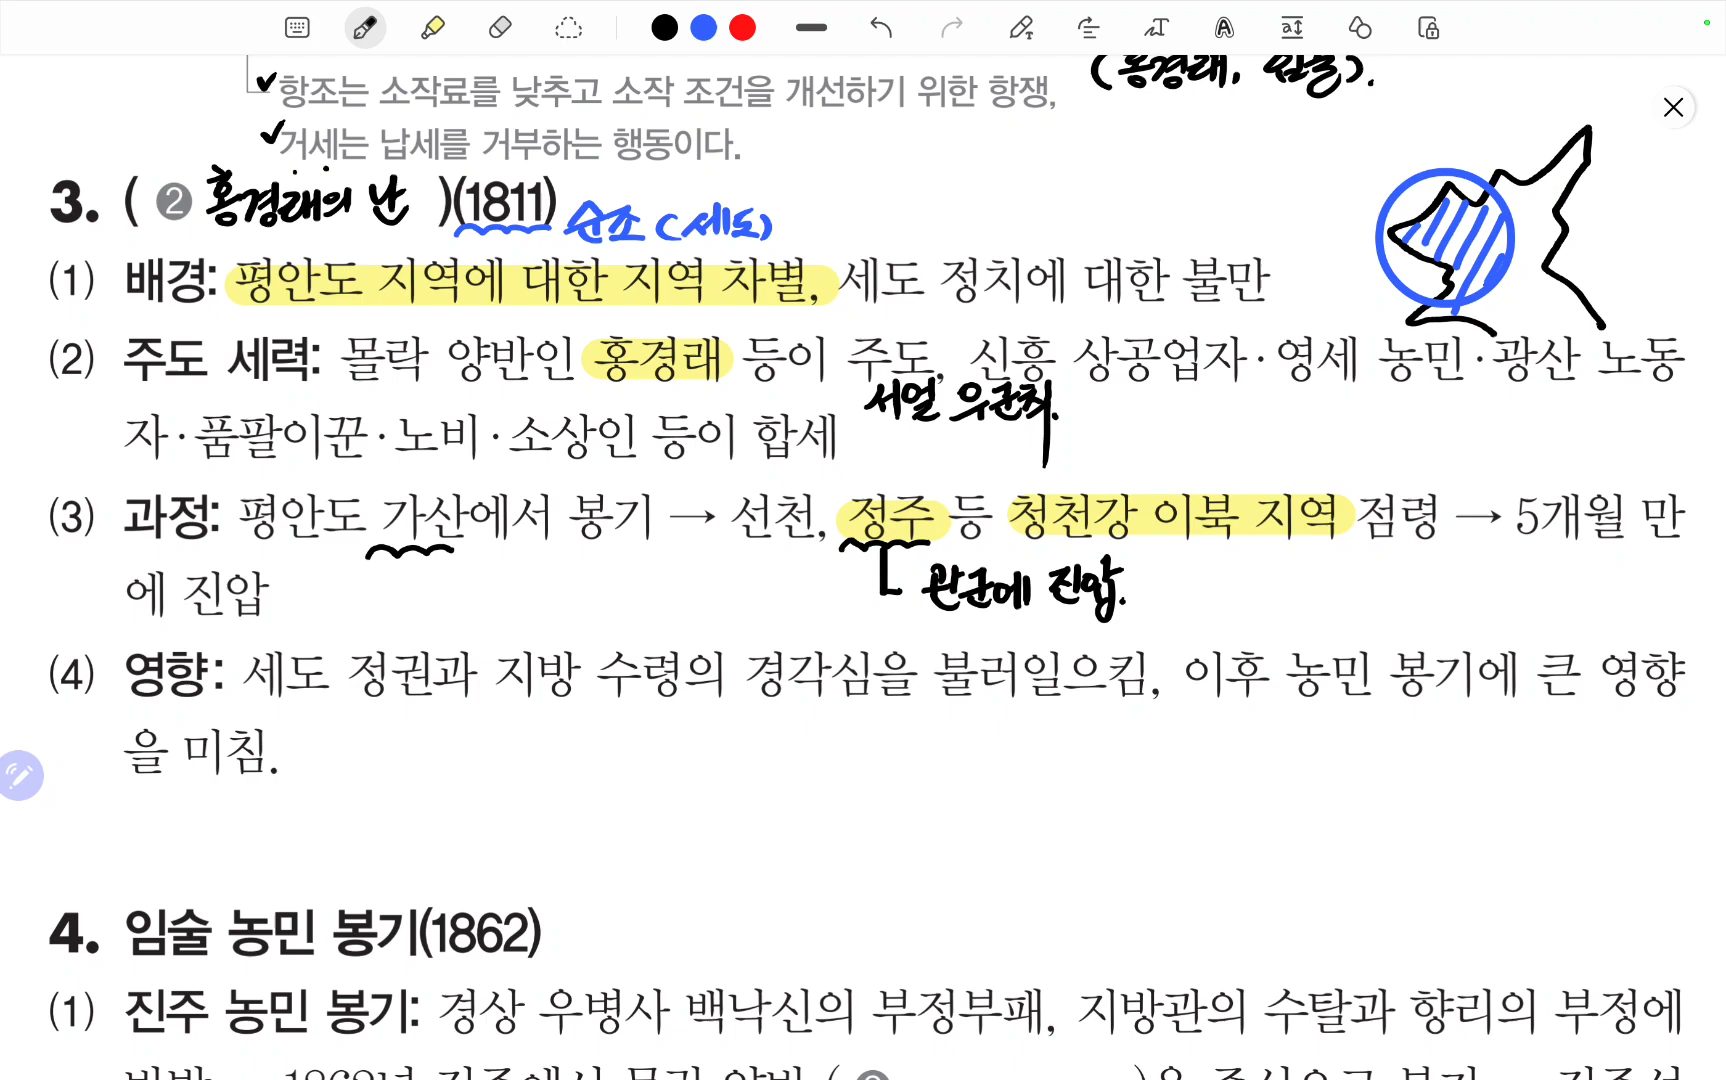 (홍경래, 임술).
항조는 소작료를 낮추고 소작 조건을 개선하기 위한 항쟁,
거세는 납세를 거부하는 행동이다.
3. ( ② 홍경래의 난 )(1811) 순조 (세도)
(1) 배경: 평안도 지역에 대한 지역 차별, 세도 정치에 대한 불만
(2) 주도 세력: 몰락 양반인 홍경래 등이 주도, 신흥 상공업자·영세 농민·광산 노동
서얼 우군칙.
자·품팔이꾼·노비·소상인 등이 합세
(3) 과정: 평안도 가산에서 봉기 → 선천, 정주 등 청천강 이북 지역 점령 → 5개월 만
에 진압
관군에 진압.
(4) 영향: 세도 정권과 지방 수령의 경각심을 불러일으킴, 이후 농민 봉기에 큰 영향
을 미침.
4. 임술 농민 봉기(1862)
(1) 진주 농민 봉기: 경상 우병사 백낙신의 부정부패, 지방관의 수탈과 향리의 부정에